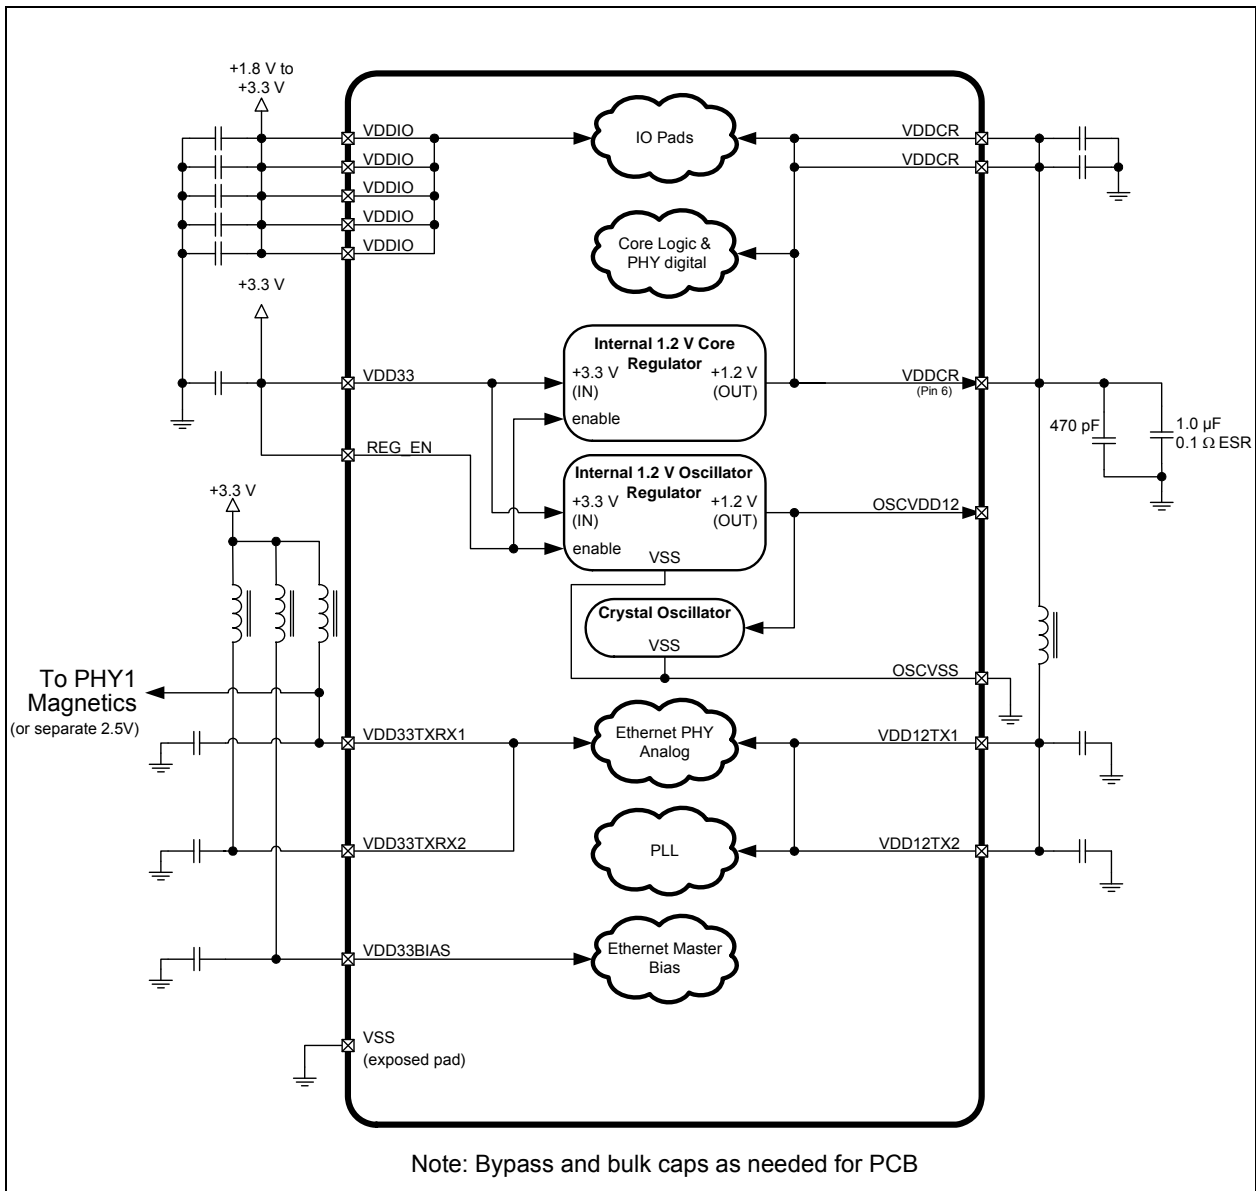 +1.8 V to
+3.3 V
VDDIO
VDDIO
VDDIO
VDDIO
VDDIO
IO Pads
VDDCR
VDDCR
Core Logic &
PHY digital
+3.3 V
VDD33
Internal 1.2 V Core
Regulator
+3.3 V
(IN)
+1.2 V
(OUT)
enable
VDDCR
(Pin 6)
470 pF
1.0 µF
0.1 Ω ESR
REG_EN
Internal 1.2 V Oscillator
Regulator
+3.3 V
(IN)
+1.2 V
(OUT)
enable
VSS
OSCVDD12
+3.3 V
Crystal Oscillator
VSS
OSCVSS
To PHY1
Magnetics
(or separate 2.5V)
VDD33TXRX1
Ethernet PHY
Analog
VDD12TX1
VDD33TXRX2
PLL
VDD12TX2
VDD33BIAS
Ethernet Master
Bias
VSS
(exposed pad)
Note: Bypass and bulk caps as needed for PCB